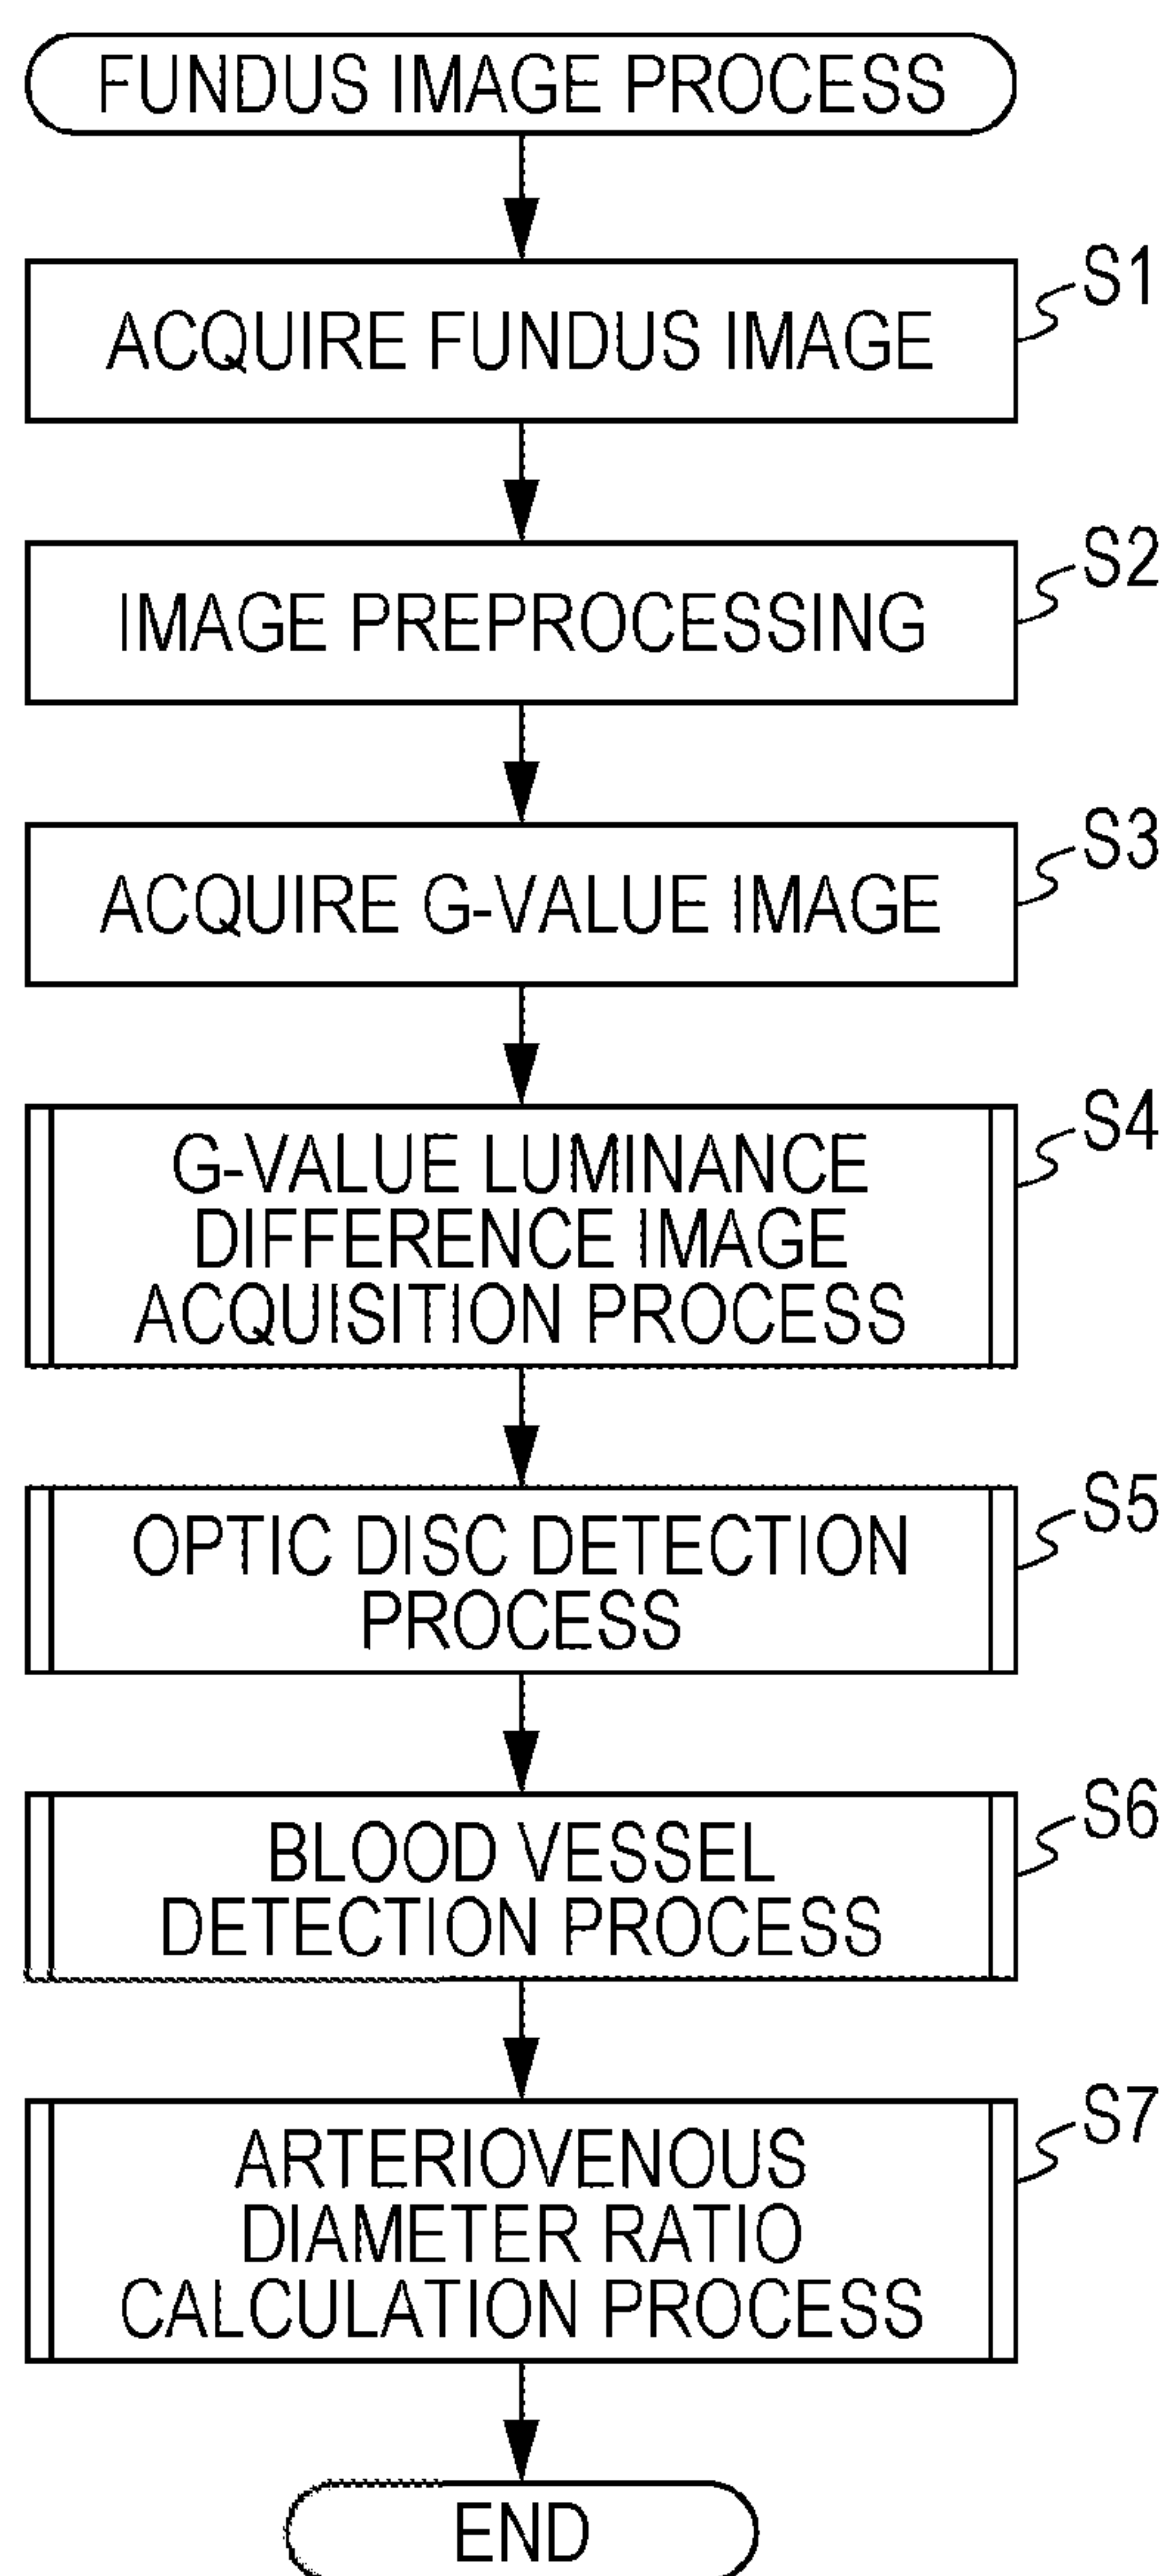 FUNDUS IMAGE PROCESS
S1
ACQUIRE FUNDUS IMAGE
S2
IMAGE PREPROCESSING
S3
ACQUIRE G-VALUE IMAGE
S4
G-VALUE LUMINANCE
DIFFERENCE IMAGE
ACQUISITION PROCESS
S5
OPTIC DISC DETECTION
PROCESS
S6
BLOOD VESSEL
DETECTION PROCESS
S7
ARTERIOVENOUS
DIAMETER RATIO
CALCULATION PROCESS
END